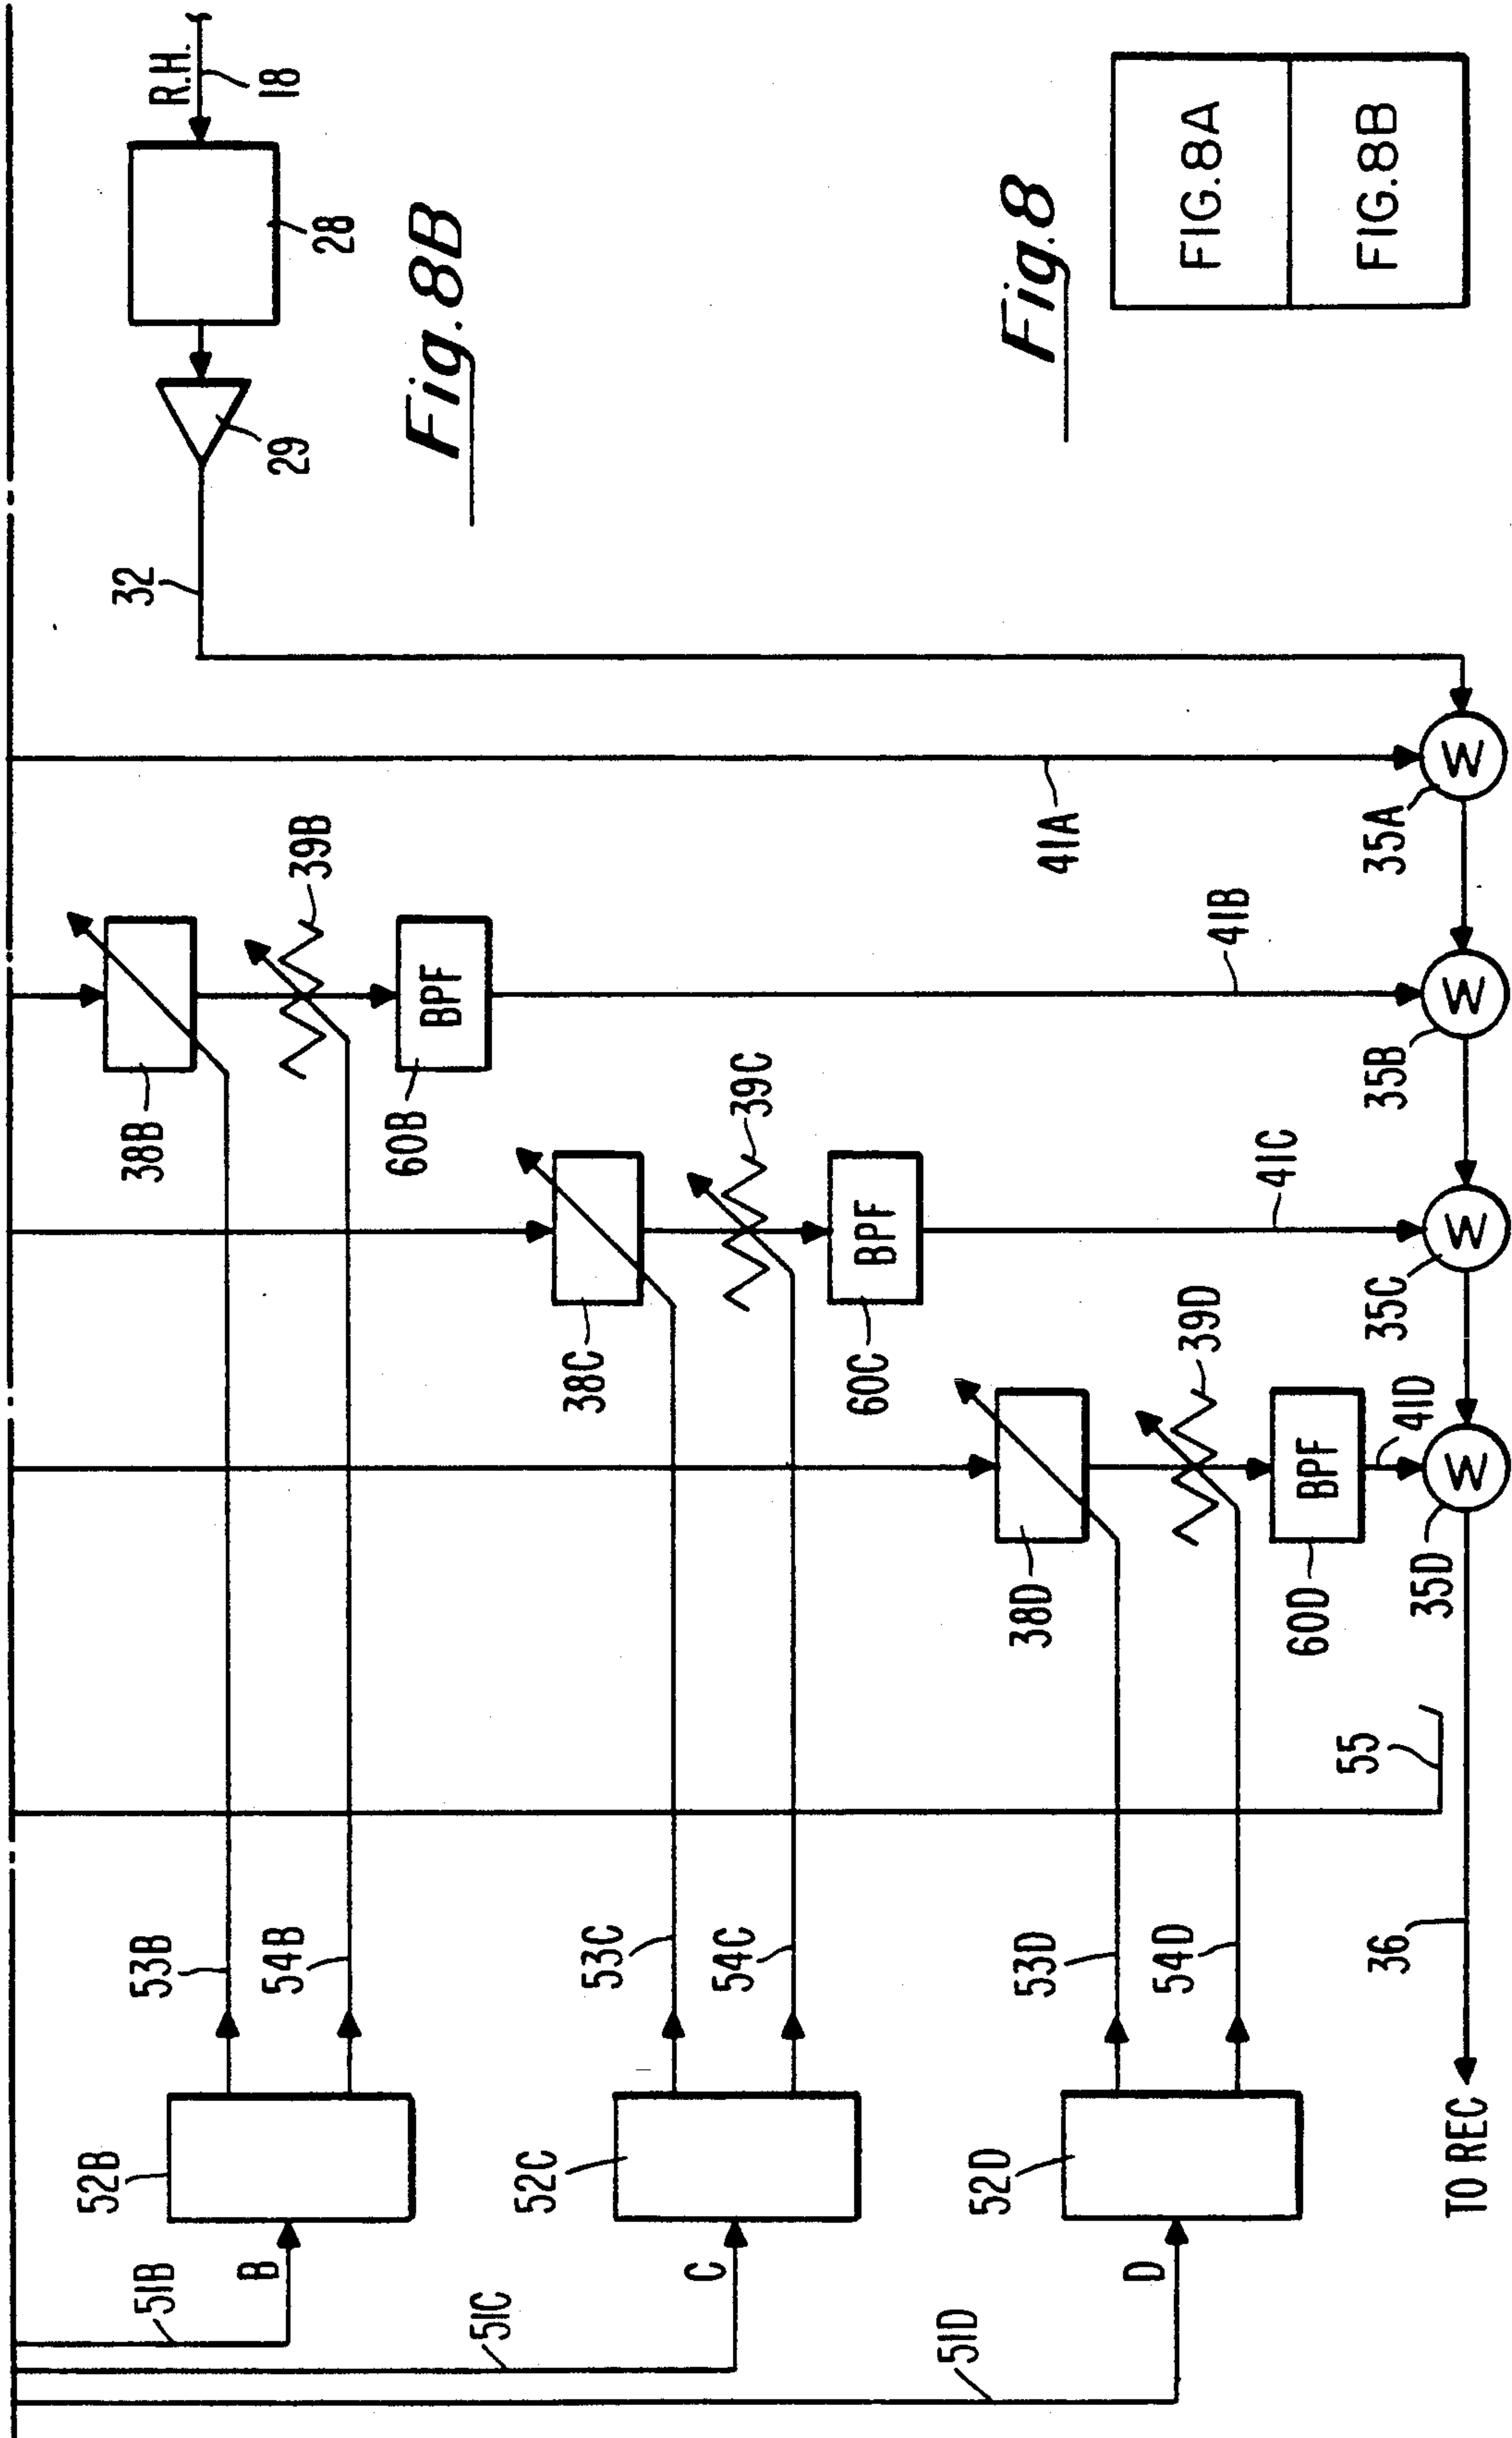 R.H.
18
28
29
32
Fig.8B
Fig.8
FIG.8A
FIG.8B
39B
38B
60B
BPF
41A
41B
39C
38C
60C
BPF
41C
39D
38D
60D
BPF
41D
W
35A
W
35B
W
35C
W
35D
53B
54B
52B
B
51B
53C
54C
52C
C
51C
53D
54D
52D
D
51D
55
36
TO REC